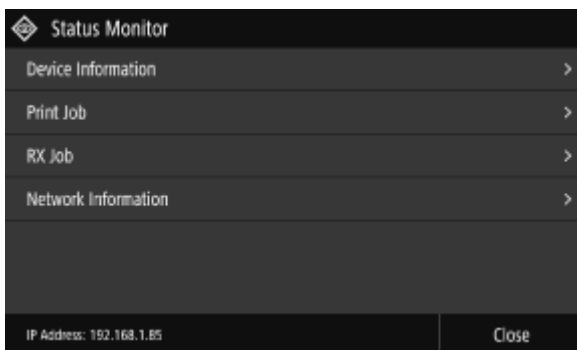 Status Monitor
Device Information
Print Job
RX Job
Network Information
IP Address: 192.168.1.85
Close